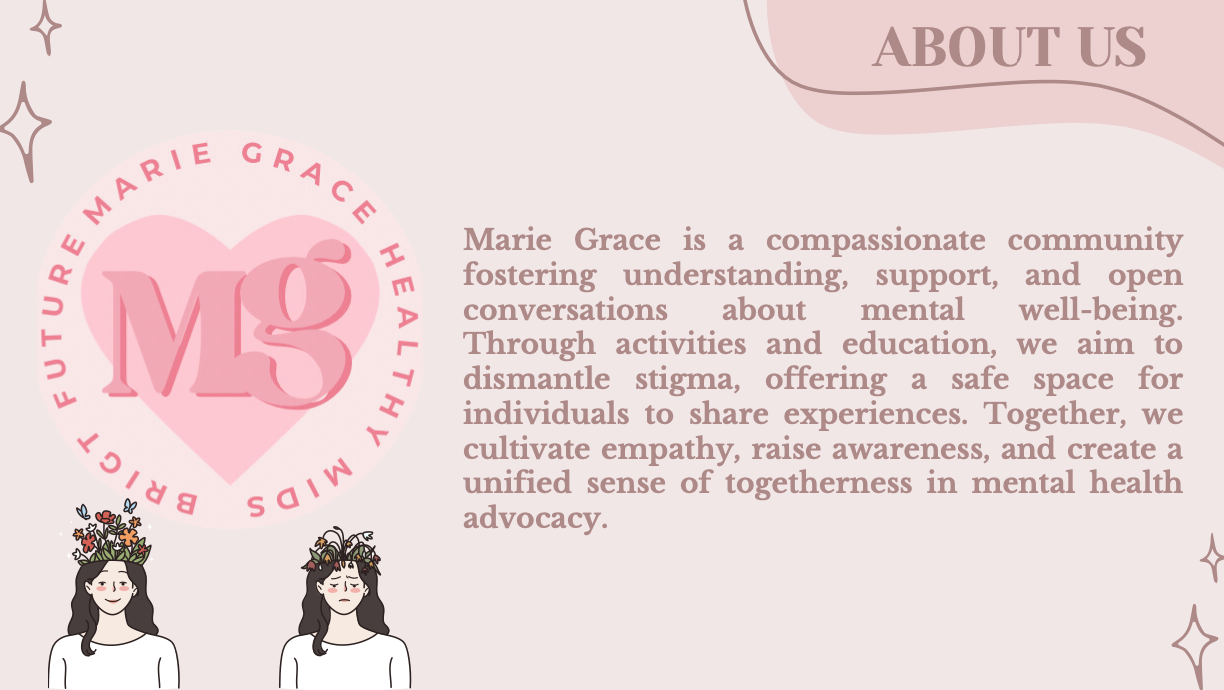 ABOUT US
MARIE GRACE HEALTHY MIDS BRIGT FUTURE
Mg
Marie Grace is a compassionate community
fostering understanding, support, and open
conversations about mental well-being.
Through activities and education, we aim to
dismantle stigma, offering a safe space for
individuals to share experiences. Together, we
cultivate empathy, raise awareness, and create a
unified sense of togetherness in mental health
advocacy.